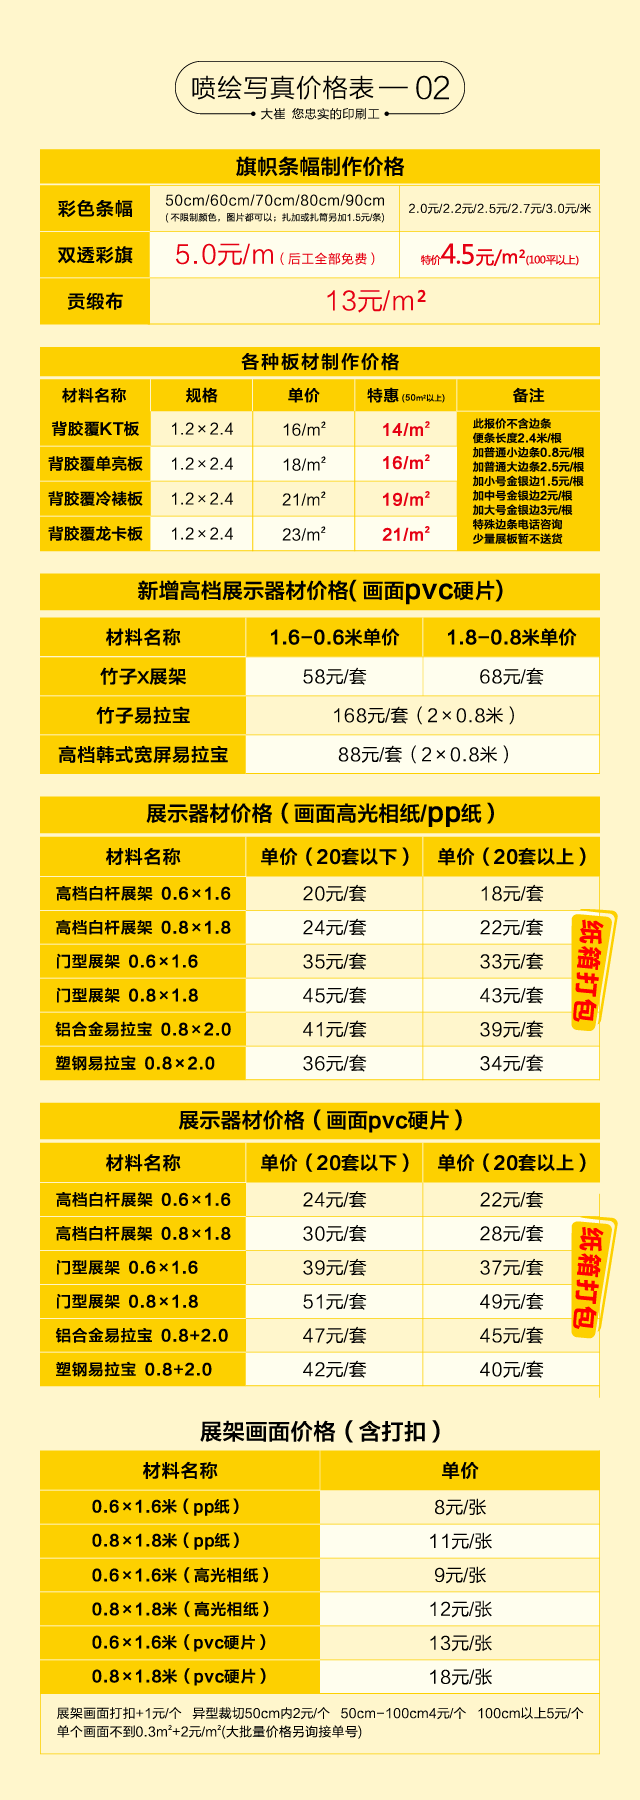 喷绘写真价格表—02
大崔 您忠实的印刷工
旗帜条幅制作价格
彩色条幅 50cm/60cm/70cm/80cm/90cm 2.0元/2.2元/2.5元/2.7元/3.0元/米
(不限制颜色，图片都可以；扎加或扎筒另加1.5元/条)
双透彩旗 5.0元/m（后工全部免费） 特价4.5元/m²(100平以上)
贡缎布 13元/m²
各种板材制作价格
材料名称 规格 单价 特惠(50m²以上) 备注
背胶覆KT板 1.2×2.4 16/m² 14/m²
背胶覆单亮板 1.2×2.4 18/m² 16/m²
背胶覆冷裱板 1.2×2.4 21/m² 19/m²
背胶覆龙卡板 1.2×2.4 23/m² 21/m²
此报价不含边条
便条长度2.4米/根
加普通小边条0.8元/根
加普通大边条2.5元/根
加小号金银边1.5元/根
加中号金银边2元/根
加大号金银边3元/根
特殊边条电话咨询
少量展板暂不送货
新增高档展示器材价格(画面pvc硬片)
材料名称 1.6-0.6米单价 1.8-0.8米单价
竹子X展架 58元/套 68元/套
竹子易拉宝 168元/套（2×0.8米）
高档韩式宽屏易拉宝 88元/套（2×0.8米）
展示器材价格（画面高光相纸/pp纸）
材料名称 单价（20套以下） 单价（20套以上）
高档白杆展架 0.6×1.6 20元/套 18元/套
高档白杆展架 0.8×1.8 24元/套 22元/套
门型展架 0.6×1.6 35元/套 33元/套
门型展架 0.8×1.8 45元/套 43元/套
铝合金易拉宝 0.8×2.0 41元/套 39元/套
塑钢易拉宝 0.8×2.0 36元/套 34元/套
纸箱打包
展示器材价格（画面pvc硬片）
材料名称 单价（20套以下） 单价（20套以上）
高档白杆展架 0.6×1.6 24元/套 22元/套
高档白杆展架 0.8×1.8 30元/套 28元/套
门型展架 0.6×1.6 39元/套 37元/套
门型展架 0.8×1.8 51元/套 49元/套
铝合金易拉宝 0.8+2.0 47元/套 45元/套
塑钢易拉宝 0.8+2.0 42元/套 40元/套
纸箱打包
展架画面价格（含打扣）
材料名称 单价
0.6×1.6米（pp纸） 8元/张
0.8×1.8米（pp纸） 11元/张
0.6×1.6米（高光相纸） 9元/张
0.8×1.8米（高光相纸） 12元/张
0.6×1.6米（pvc硬片） 13元/张
0.8×1.8米（pvc硬片） 18元/张
展架画面打扣+1元/个 异型裁切50cm内2元/个 50cm-100cm4元/个 100cm以上5元/个
单个画面不到0.3m²+2元/m²(大批量价格另询接单号)